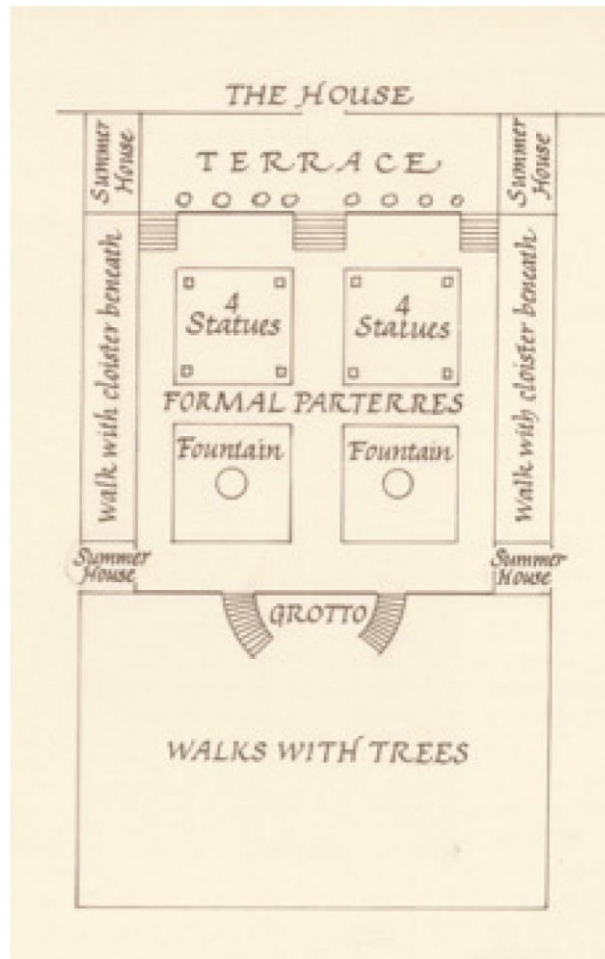 THE HOUSE
Summer
House
TERRACE
Summer
House
Walk with cloister beneath
4
Statues
4
Statues
Walk with cloister beneath
FORMAL PARTERRES
Fountain
Fountain
Summer
House
Summer
House
GROTTO
WALKS WITH TREES